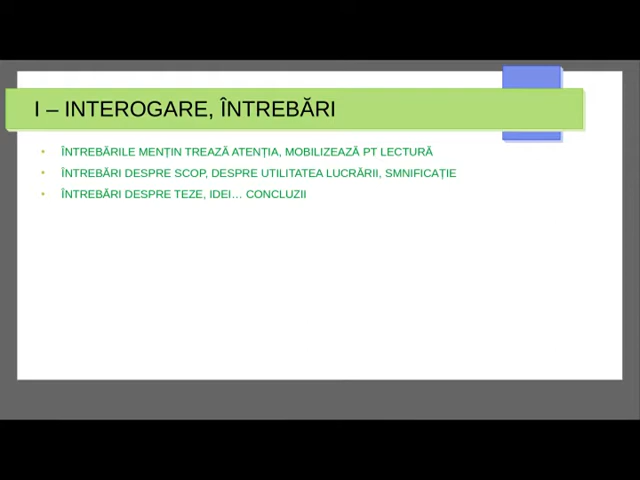 I – INTEROGARE, ÎNTREBĂRI
• ÎNTREBĂRILE MENȚIN TREAZĂ ATENȚIA, MOBILIZEAZĂ PT LECTURĂ
• ÎNTREBĂRI DESPRE SCOP, DESPRE UTILITATEA LUCRĂRII, SMNIFICAȚIE
• ÎNTREBĂRI DESPRE TEZE, IDEI… CONCLUZII